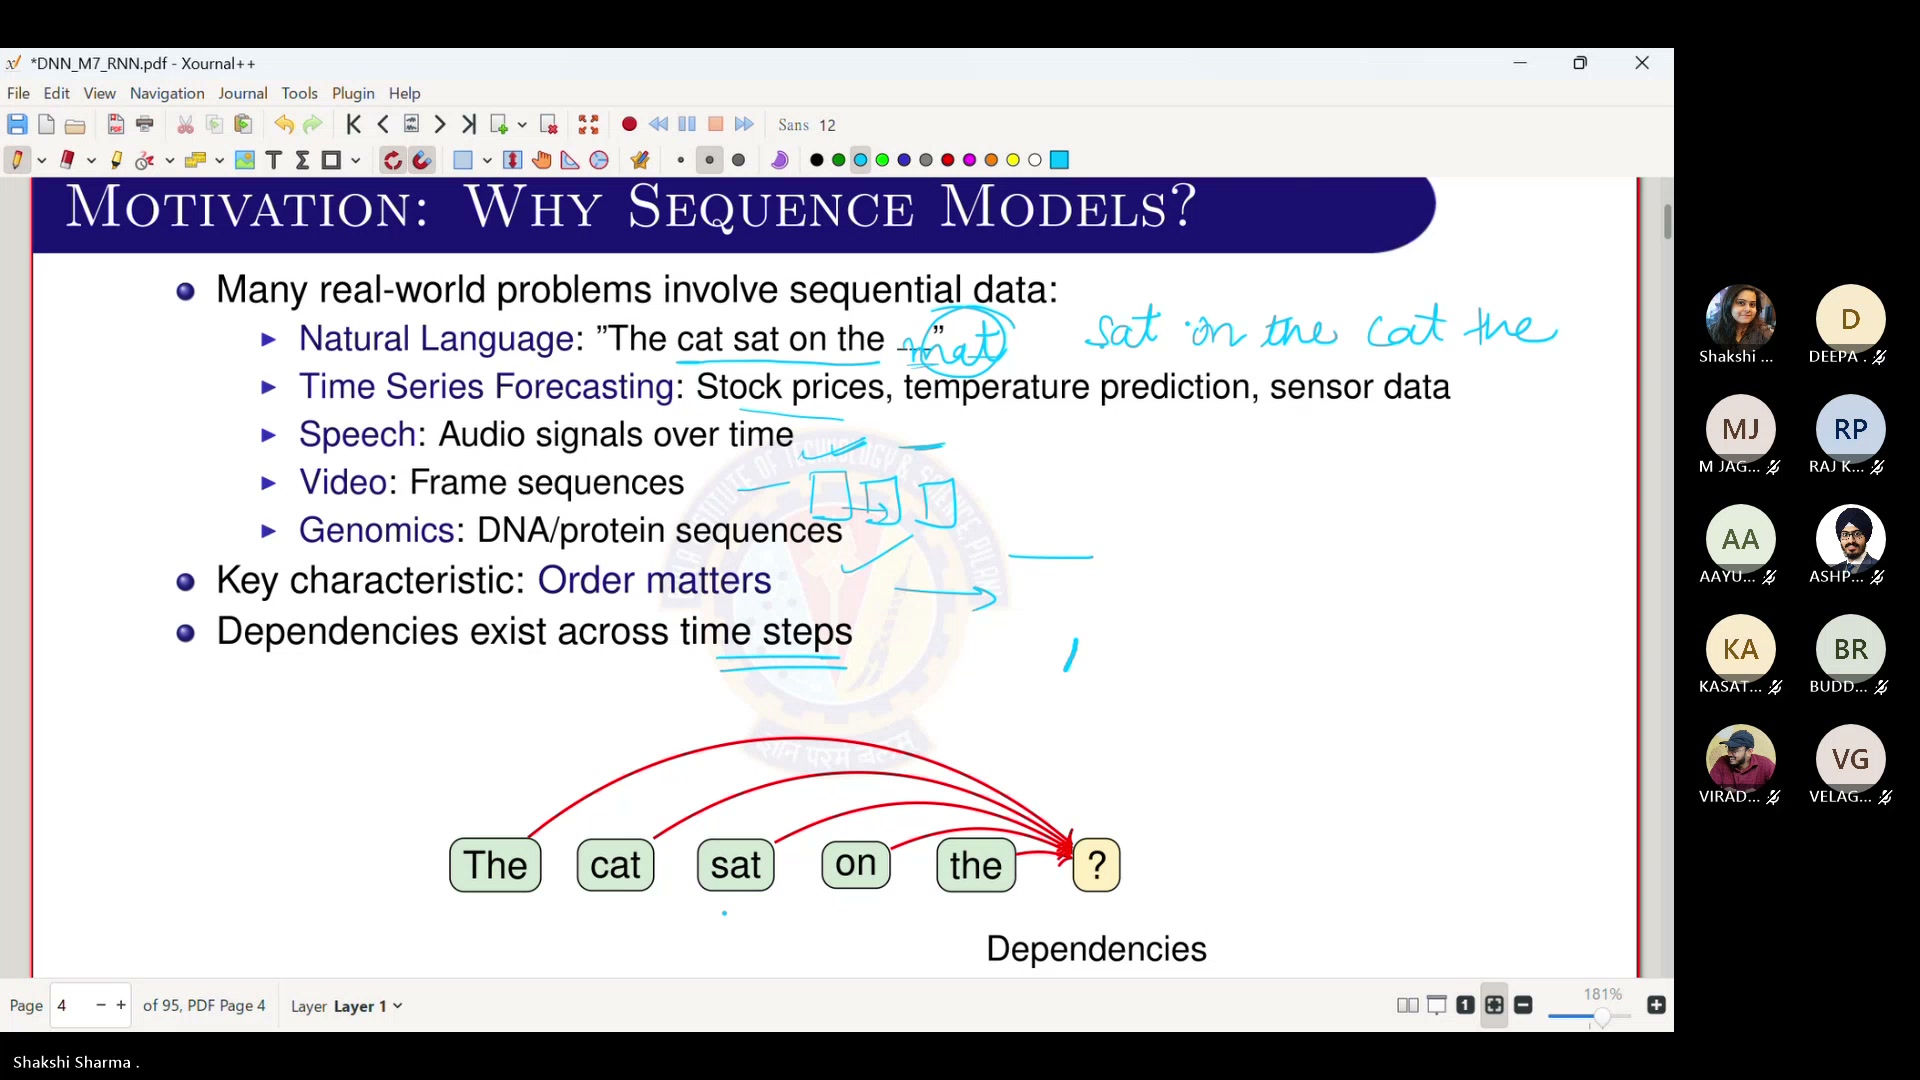 *DNN_M7_RNN.pdf - Xournal++
File Edit View Navigation Journal Tools Plugin Help
Sans 12
MOTIVATION: WHY SEQUENCE MODELS?
Many real-world problems involve sequential data:
Natural Language: ”The cat sat on the __” mat sat on the cat the
Time Series Forecasting: Stock prices, temperature prediction, sensor data
Speech: Audio signals over time
Video: Frame sequences
Genomics: DNA/protein sequences
Key characteristic: Order matters
Dependencies exist across time steps
The cat sat on the ?
Dependencies
Page 4 − + of 95, PDF Page 4 Layer Layer 1
181%
Shakshi ... DEEPA .
MJ RP
M JAG... RAJ K...
AA
AAYU... ASHP...
KA BR
KASAT... BUDD...
VG
VIRAD... VELAG...
D
Shakshi Sharma .